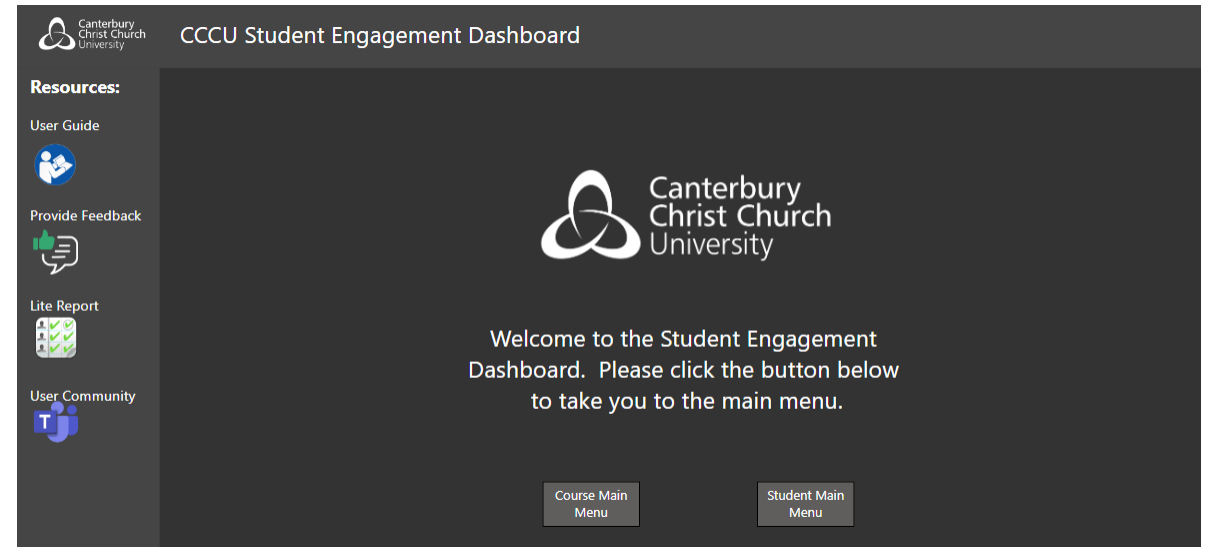 Canterbury
Christ Church
University
CCCU Student Engagement Dashboard
Resources:
User Guide
Provide Feedback
Lite Report
User Community
T
Canterbury
Christ Church
University
Welcome to the Student Engagement
Dashboard.  Please click the button below
to take you to the main menu.
Course Main
Menu
Student Main
Menu